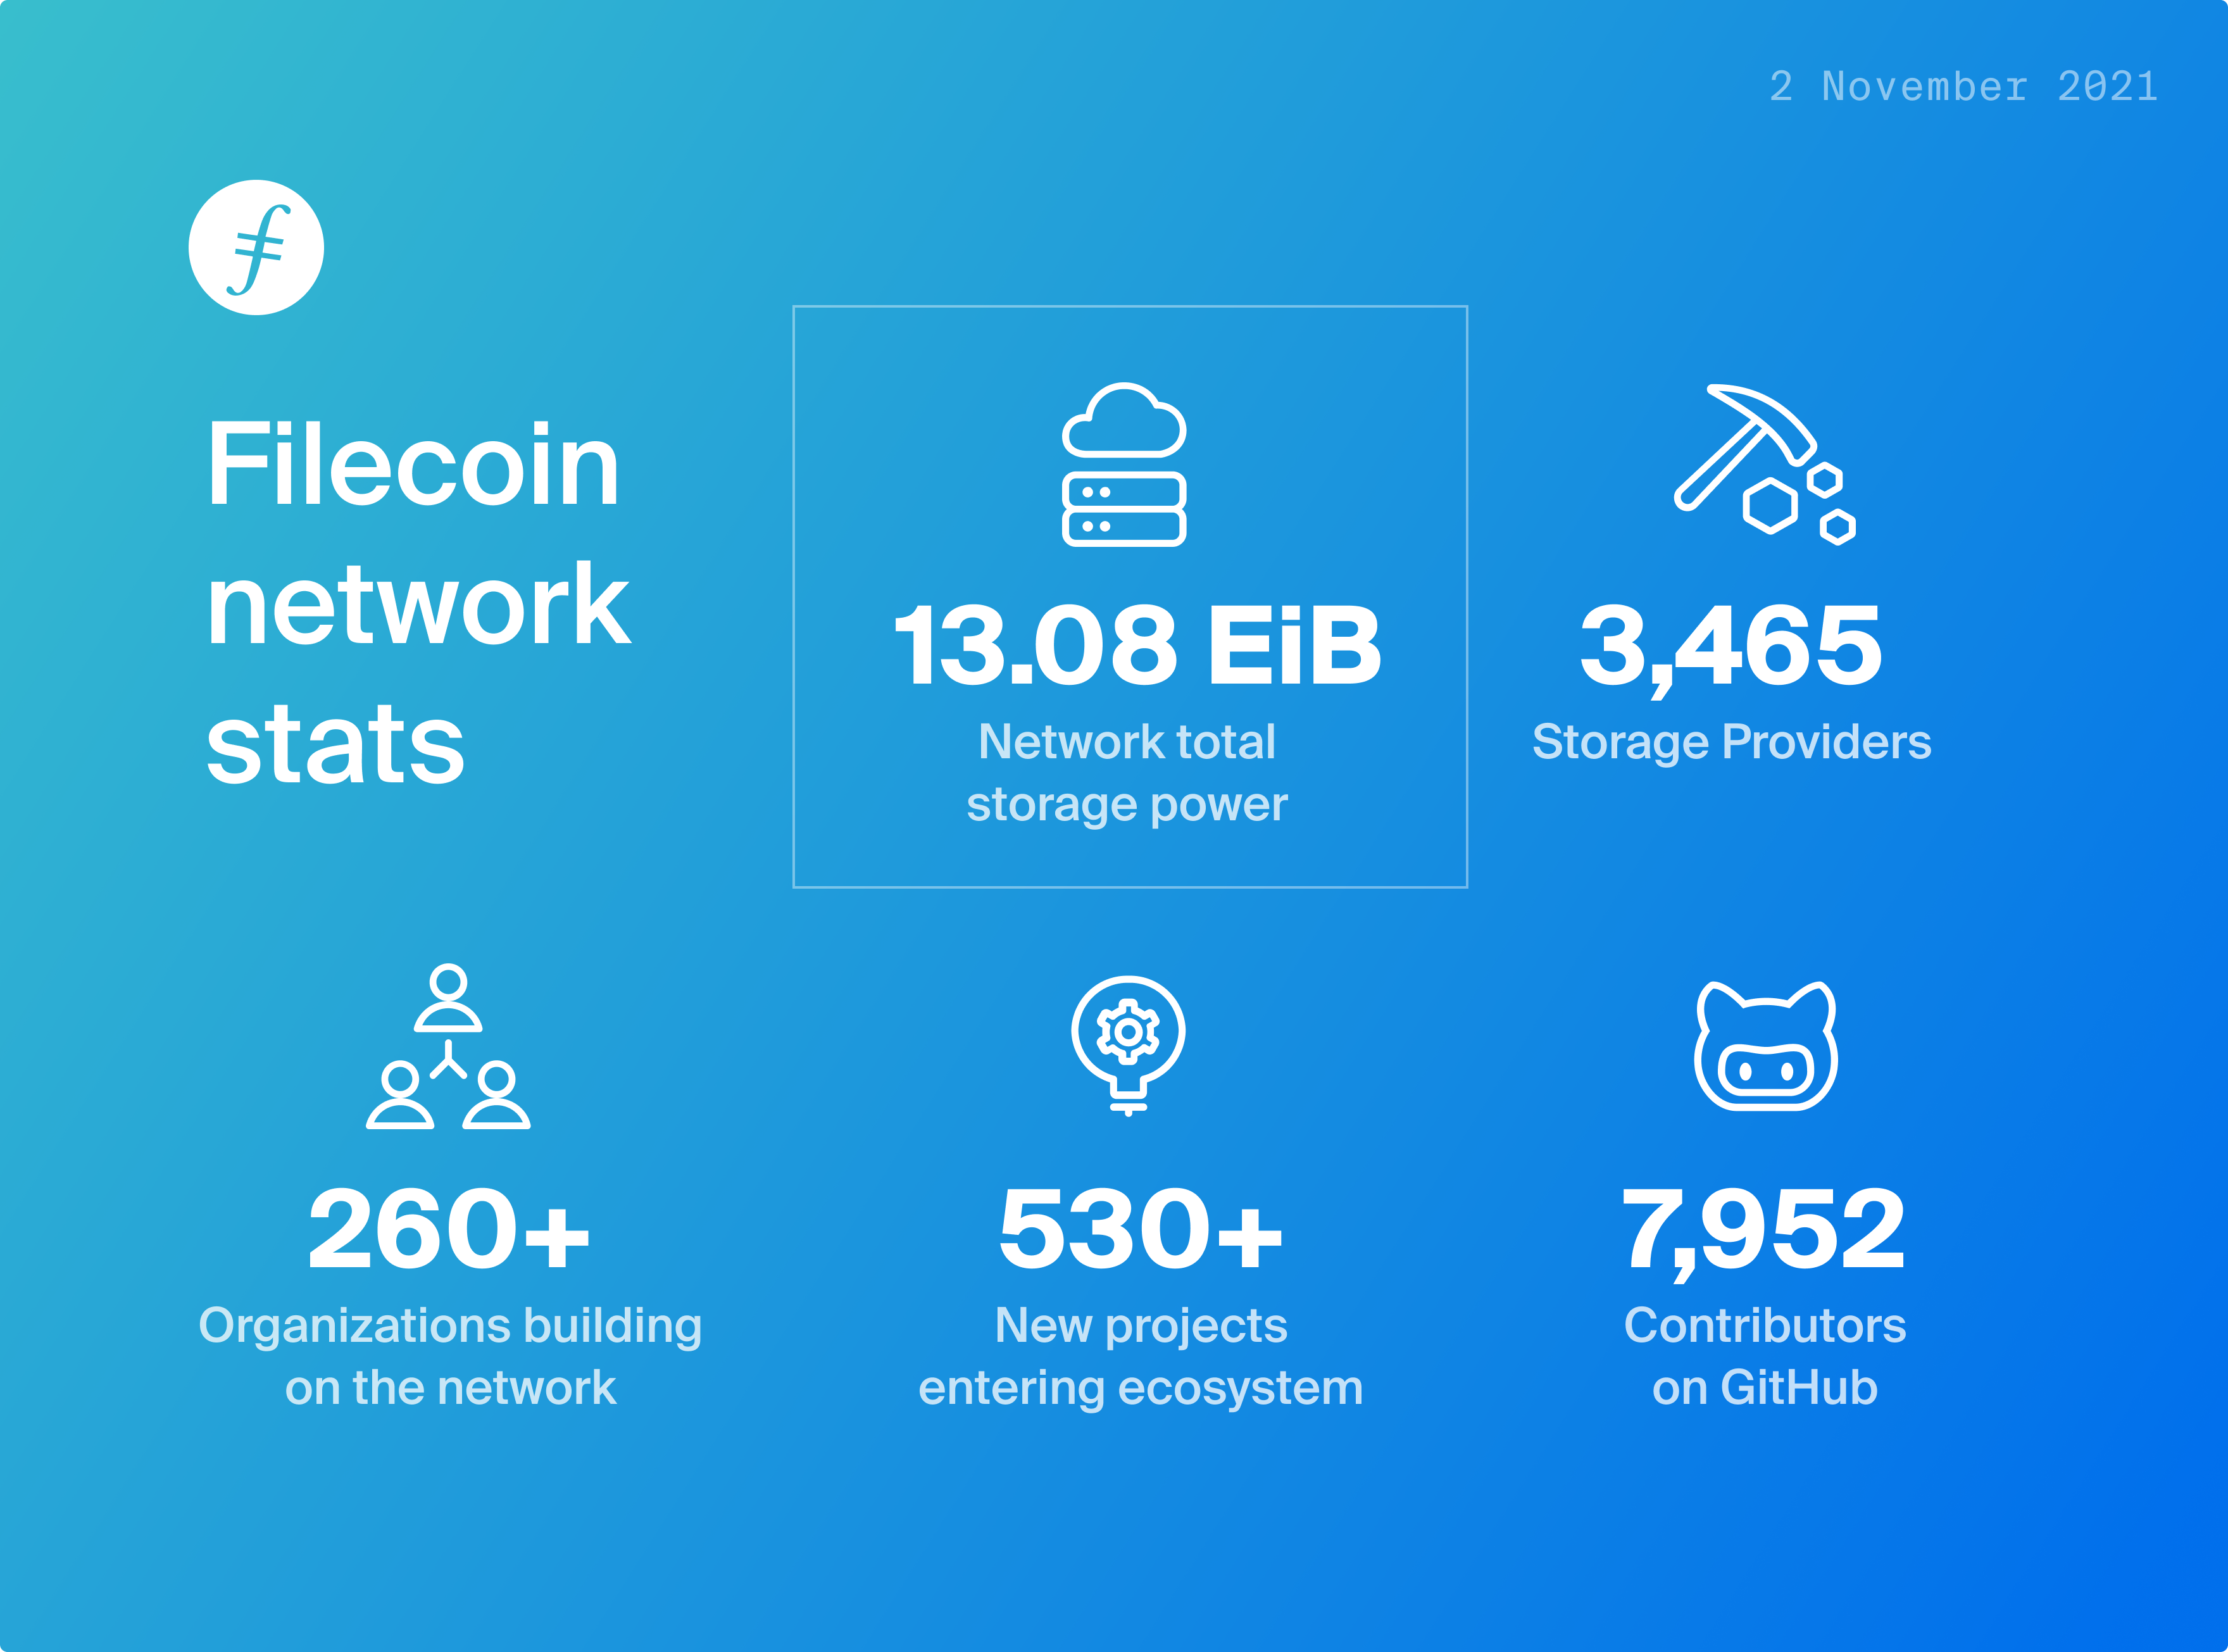 2 November 2021
Filecoin
network
stats
13.08 EiB
Network total
storage power
3,465
Storage Providers
260+
Organizations building
on the network
530+
New projects
entering ecosystem
7,952
Contributors
on GitHub